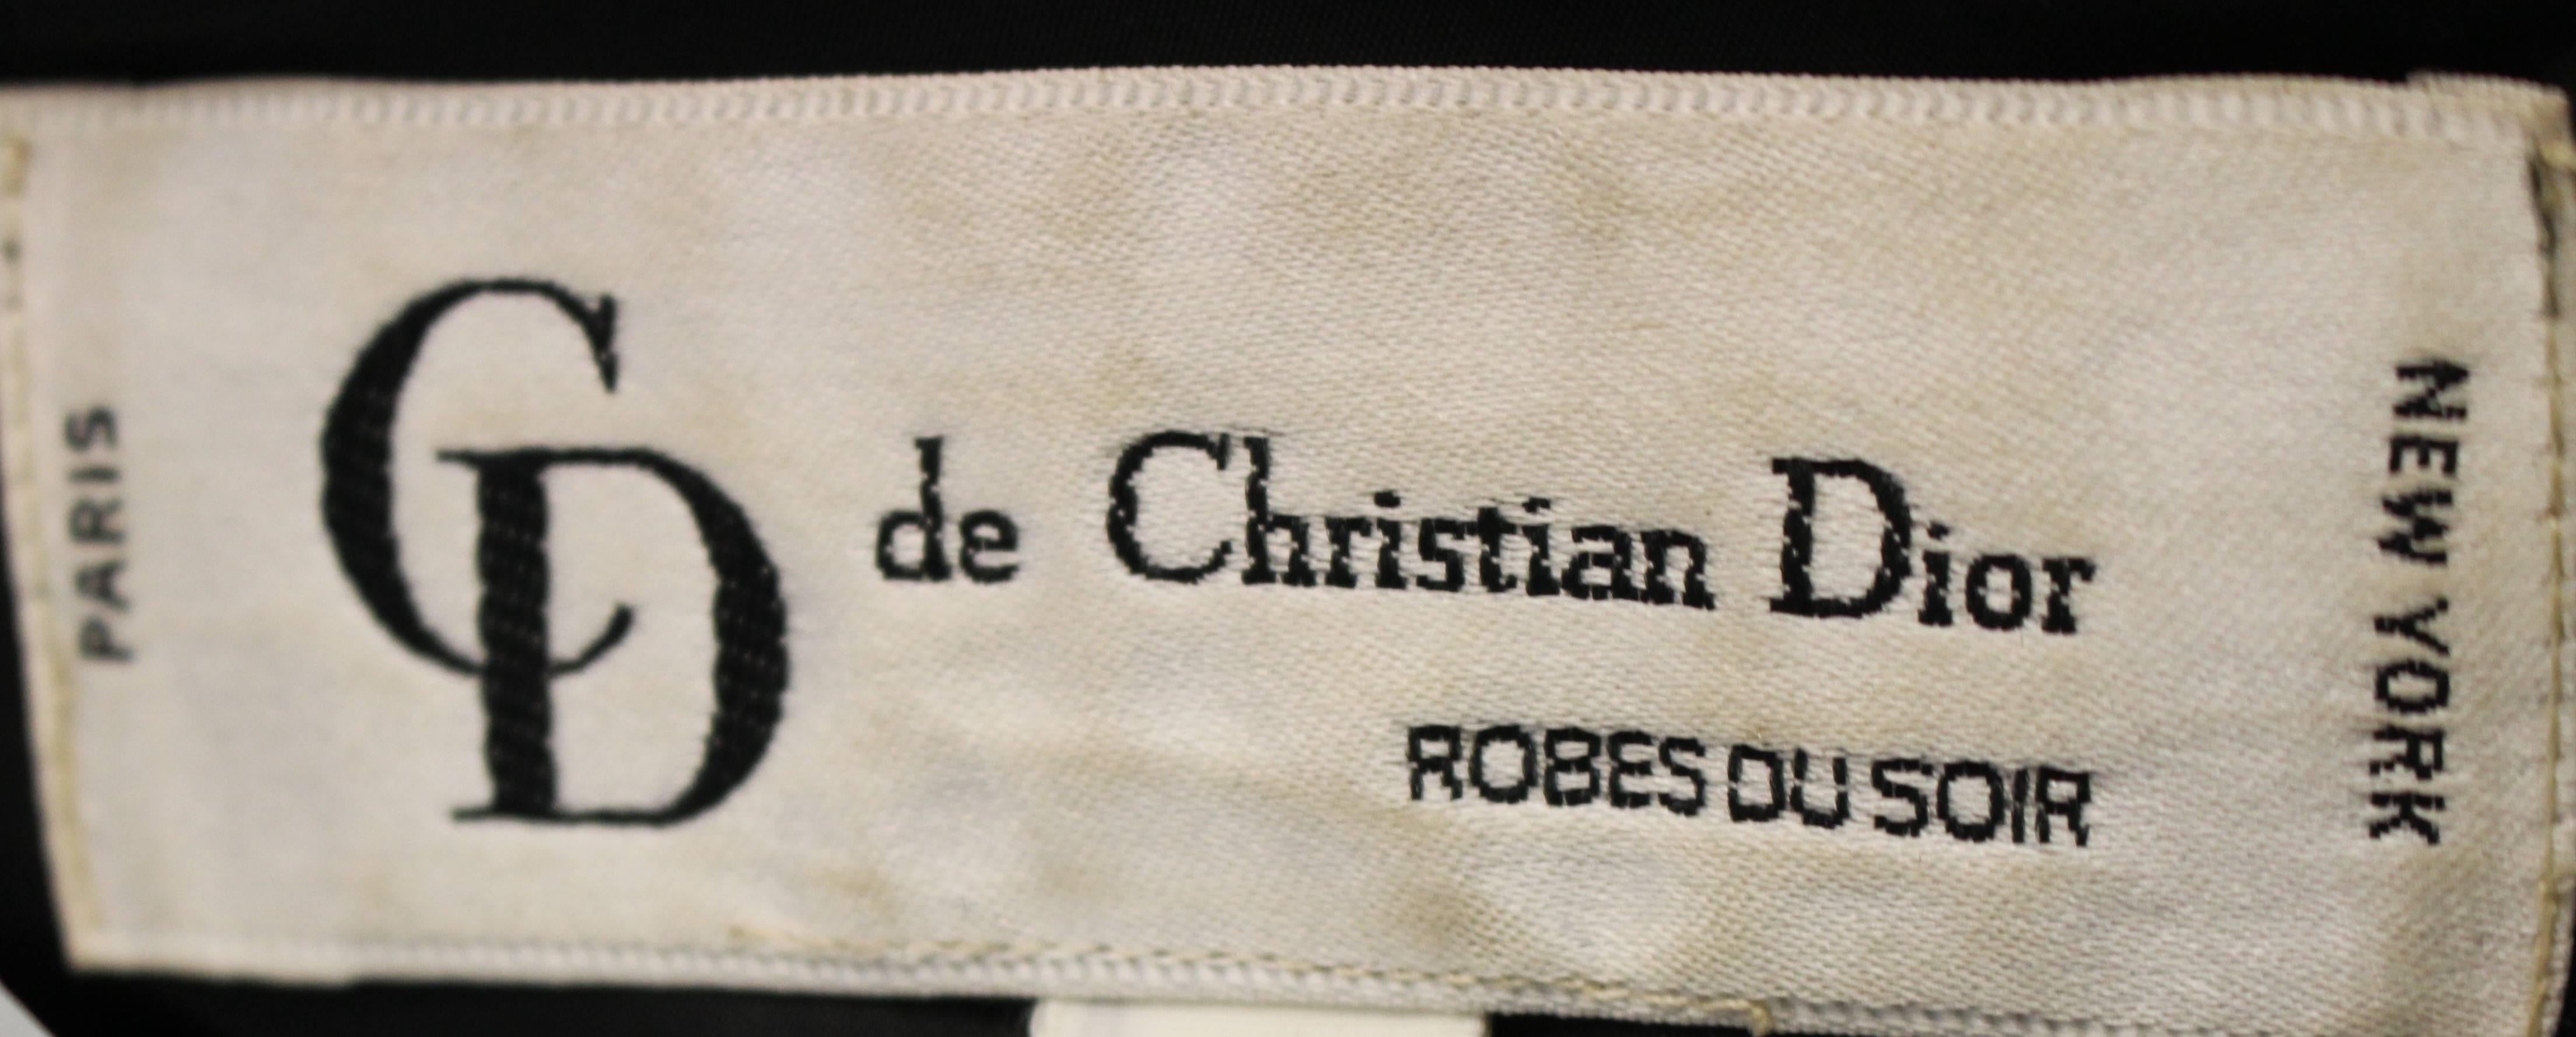 PARIS
CD de Christian Dior
ROBES DU SOIR
NEW YORK